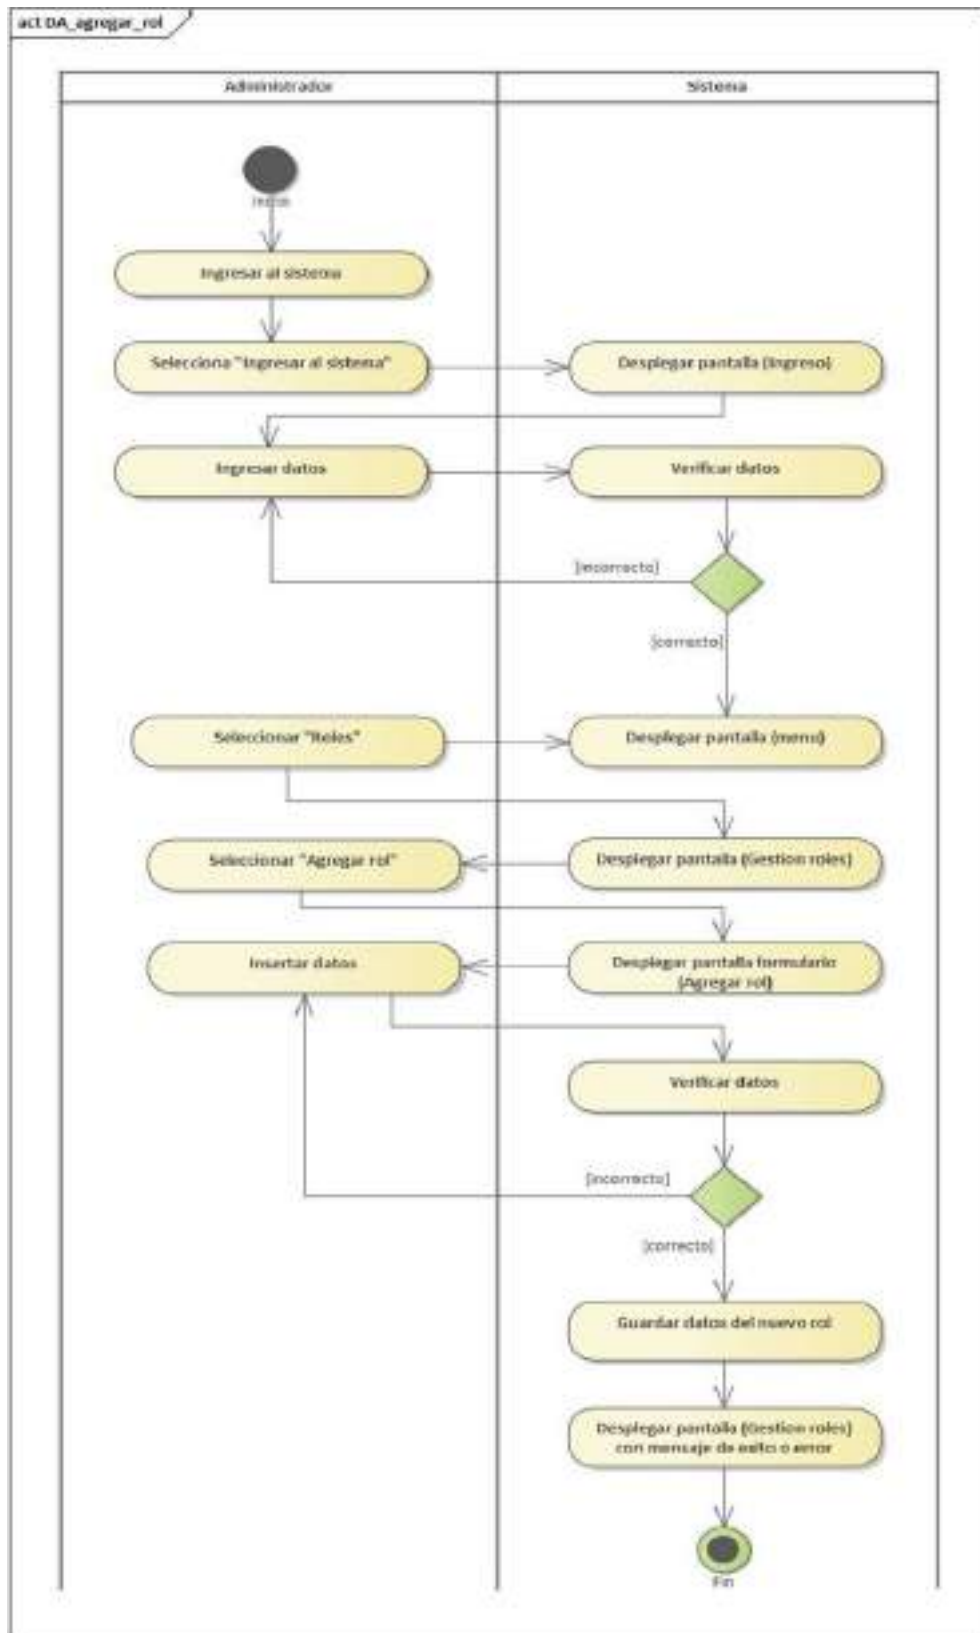 act DA_agregar_rol
Administrador
Sistema
Inicio
Ingresar al sistema
Selecciona "Ingresar al sistema"
Desplegar pantalla (Ingreso)
Ingresar datos
Verificar datos
[incorrecto]
[correcto]
Seleccionar "Roles"
Desplegar pantalla (menu)
Seleccionar "Agregar rol"
Desplegar pantalla (Gestion roles)
Insertar datos
Desplegar pantalla formulario
(Agregar rol)
Verificar datos
[incorrecto]
[correcto]
Guardar datos del nuevo rol
Desplegar pantalla (Gestion roles)
con mensaje de exito o error
Fin